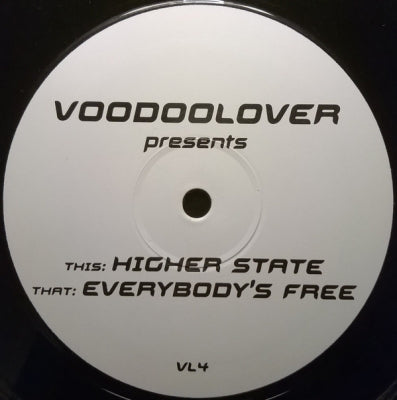 VOODOOLOVER
presents
THIS: HIGHER STATE
THAT: EVERYBODY'S FREE
VL4